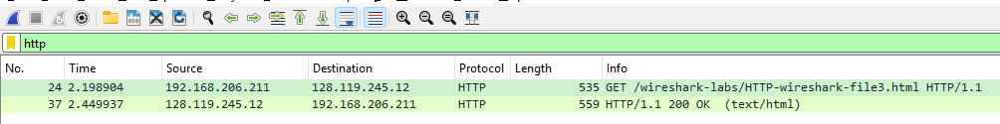 http
No. Time Source Destination Protocol Length Info
24 2.198904 192.168.206.211 128.119.245.12 HTTP 535 GET /wireshark-labs/HTTP-wireshark-file3.html HTTP/1.1
37 2.449937 128.119.245.12 192.168.206.211 HTTP 559 HTTP/1.1 200 OK (text/html)